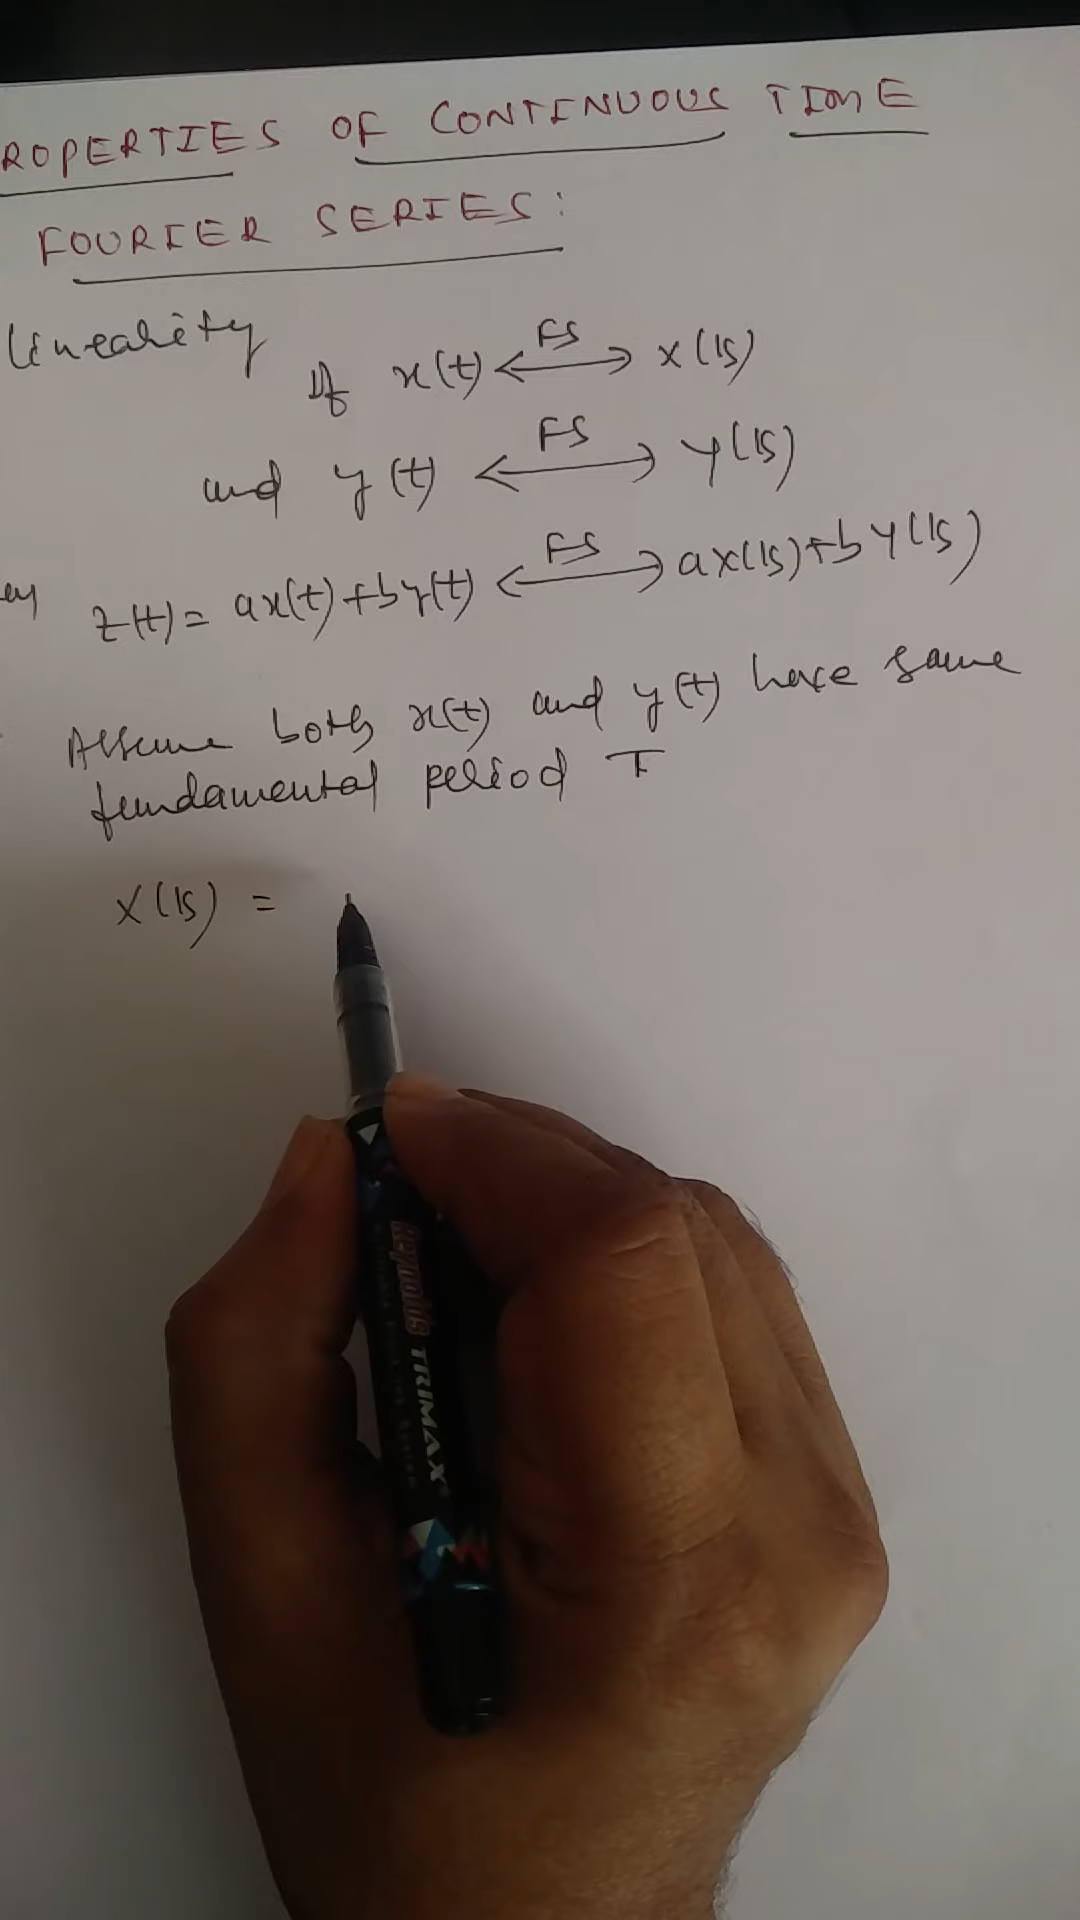 ROPERTIES OF CONTINUOUS TIME
FOURIER SERIES:
linearity
If x(t) <-FS-> X(k)
and y(t) <-FS-> Y(k)
z(t) = ax(t)+by(t) <-FS-> aX(k)+bY(k)
Assume both x(t) and y(t) have same
fundamental period T
X(k) =
Reynolds TRIMAX